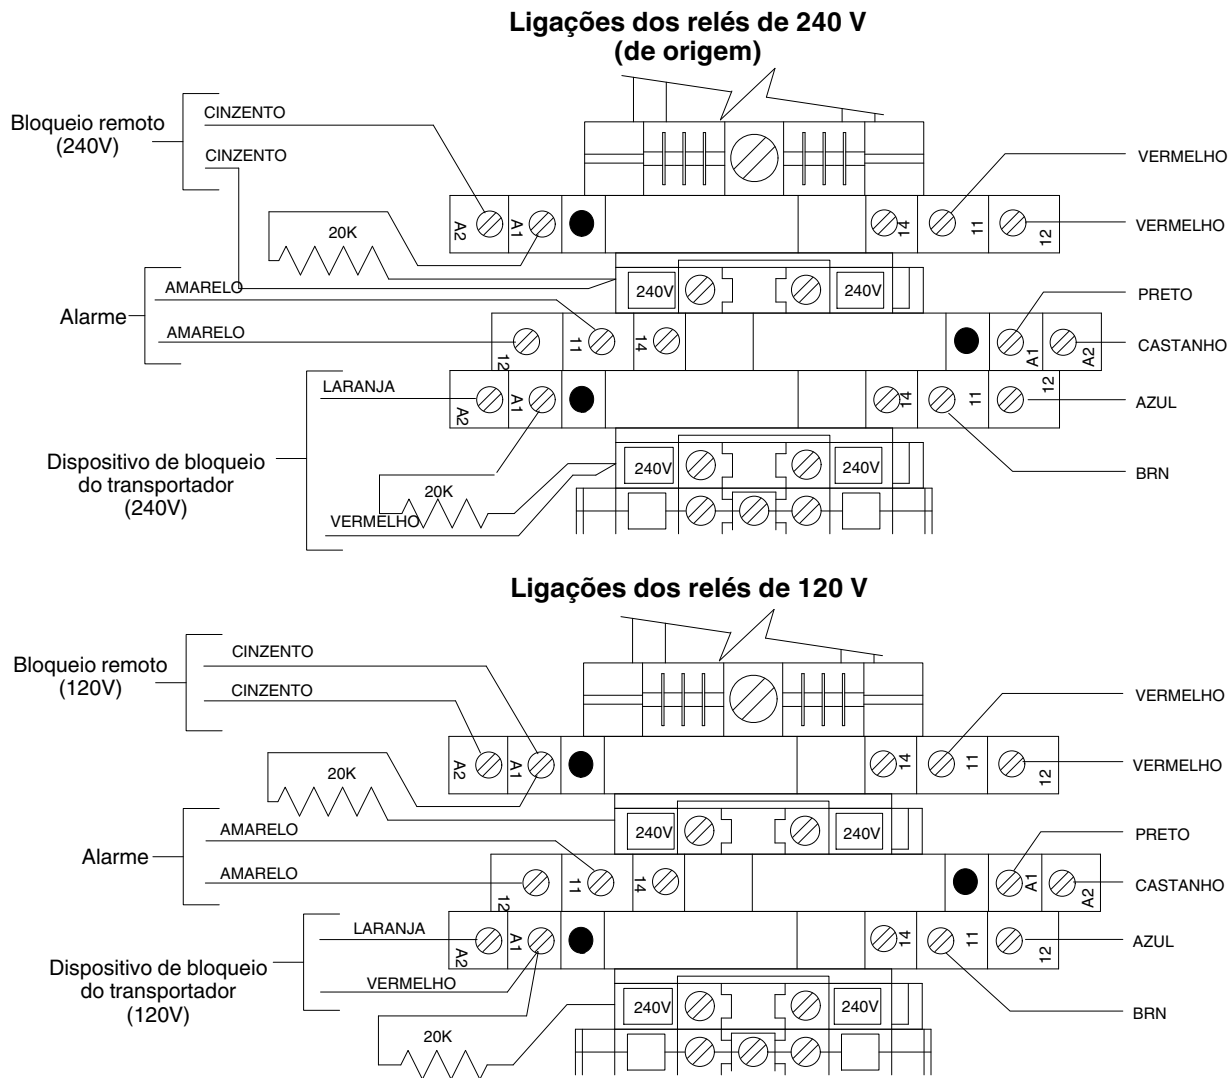 Ligações dos relés de 240 V
(de origem)
Bloqueio remoto
(240V)
CINZENTO
CINZENTO
VERMELHO
A2
A1
14
11
12
VERMELHO
20K
240V
240V
AMARELO
PRETO
Alarme
AMARELO
12
11
14
A1
A2
CASTANHO
LARANJA
A2
A1
14
11
12
AZUL
Dispositivo de bloqueio
do transportador
(240V)
240V
240V
BRN
20K
VERMELHO
Ligações dos relés de 120 V
Bloqueio remoto
(120V)
CINZENTO
CINZENTO
VERMELHO
A2
A1
14
11
12
VERMELHO
20K
240V
240V
AMARELO
PRETO
Alarme
AMARELO
12
11
14
A1
A2
CASTANHO
LARANJA
A2
A1
14
11
12
AZUL
Dispositivo de bloqueio
do transportador
(120V)
VERMELHO
240V
240V
BRN
20K